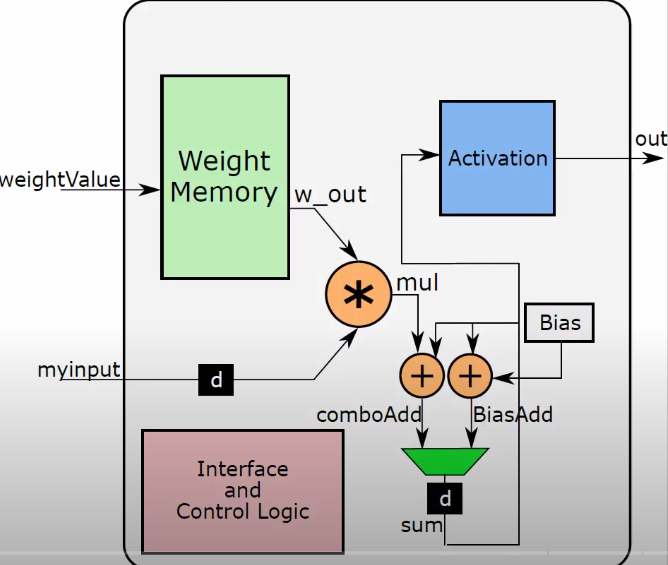 weightValue
Weight
Memory
w_out
Activation
out
*
mul
Bias
myinput
d
+
+
comboAdd
BiasAdd
Interface
and
Control Logic
d
sum